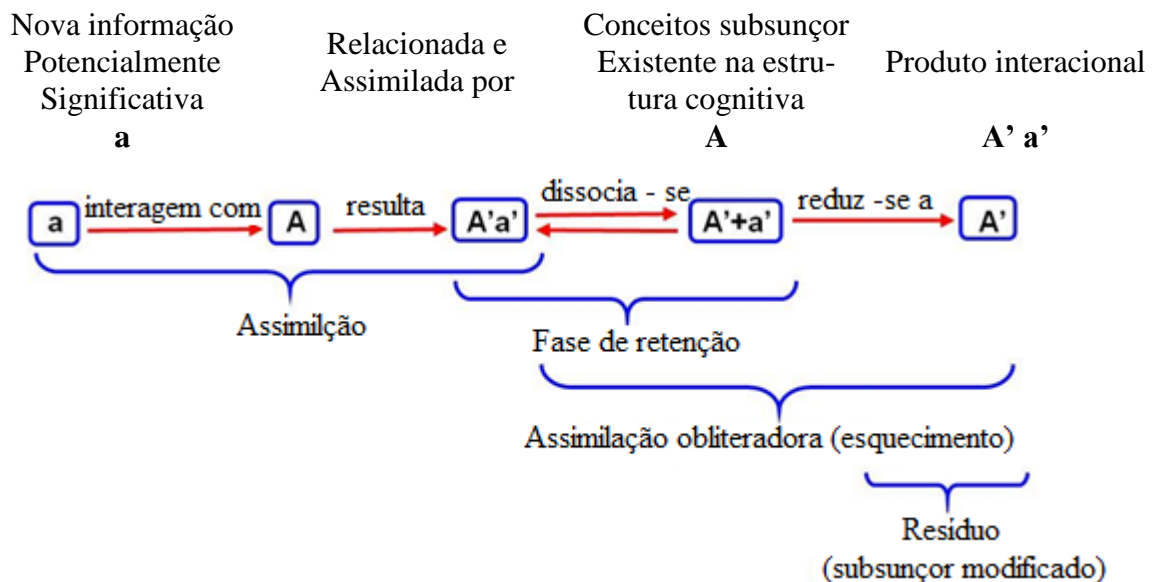 Nova informação
Potencialmente
Significativa
a
Relacionada e
Assimilada por
Conceitos subsunçor
Existente na estru-
tura cognitiva
A
Produto interacional
A’ a’
a
interagem com
A
resulta
A’a’
dissocia - se
A’+a’
reduz -se a
A’
Assimilção
Fase de retenção
Assimilação obliteradora (esquecimento)
Resíduo
(subsunçor modificado)